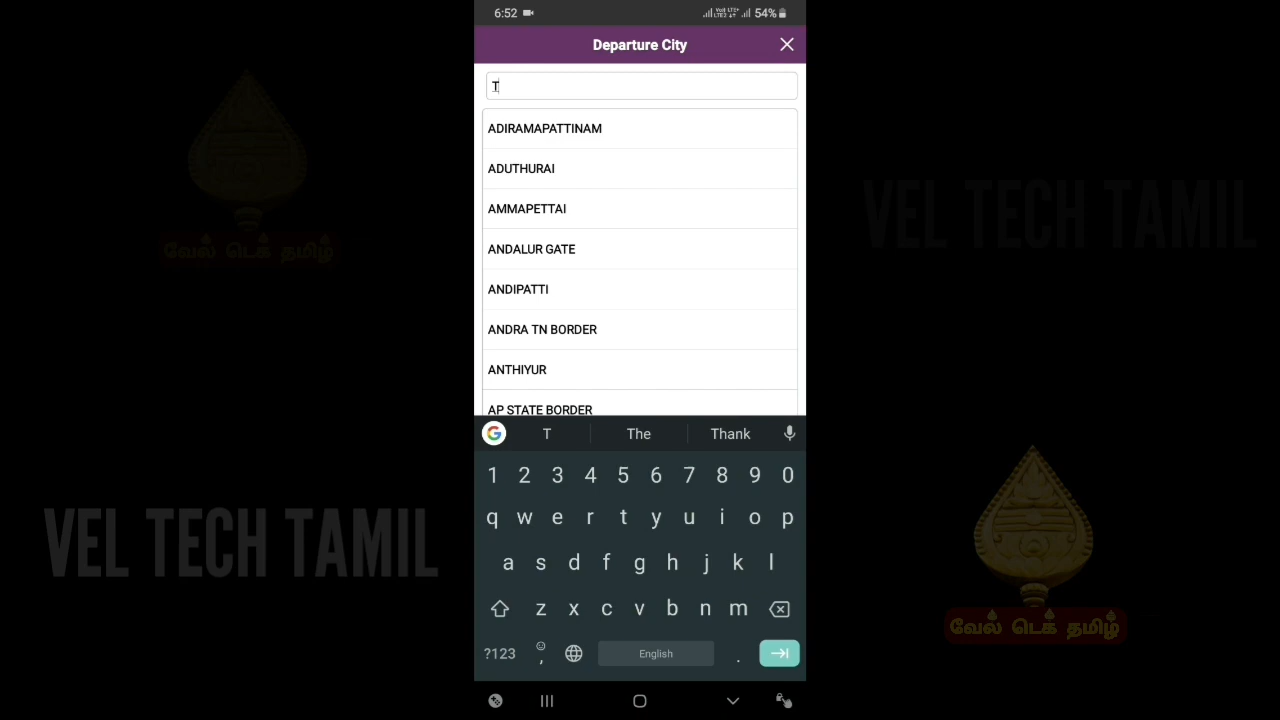 6:52
54%
Departure City
T
ADIRAMAPATTINAM
ADUTHURAI
AMMAPETTAI
ANDALUR GATE
ANDIPATTI
ANDRA TN BORDER
ANTHIYUR
AP STATE BORDER
T The Thank
1 2 3 4 5 6 7 8 9 0
q w e r t y u i o p
a s d f g h j k l
z x c v b n m
?123 , English .
வேல் டெக் தமிழ்
VEL TECH TAMIL
VEL TECH TAMIL
வேல் டெக் தமிழ்